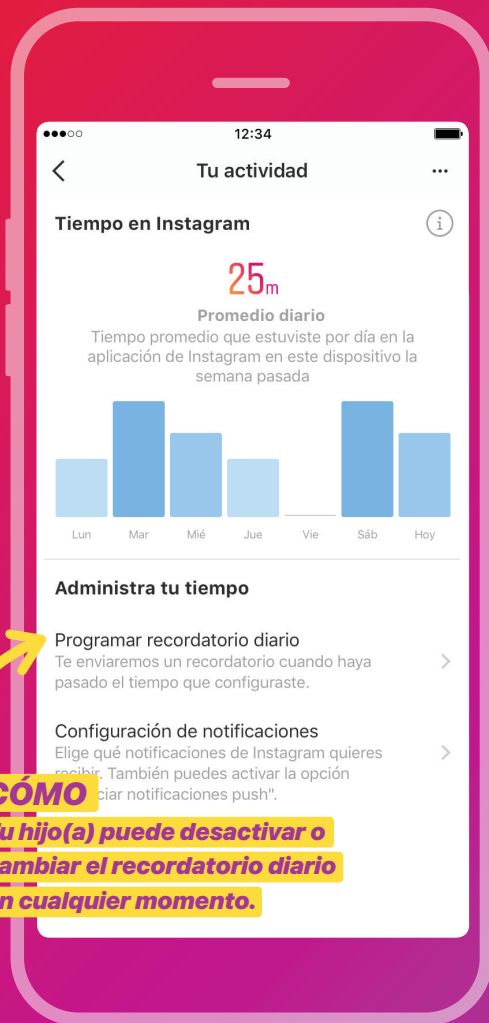 12:34
Tu actividad
Tiempo en Instagram
25m
Promedio diario
Tiempo promedio que estuviste por día en la
aplicación de Instagram en este dispositivo la
semana pasada
Lun Mar Mié Jue Vie Sáb Hoy
Administra tu tiempo
Programar recordatorio diario
Te enviaremos un recordatorio cuando haya
pasado el tiempo que configuraste.
Configuración de notificaciones
Elige qué notificaciones de Instagram quieres
recibir. También puedes activar la opción
ciar notificaciones push".
CÓMO
u hijo(a) puede desactivar o
ambiar el recordatorio diario
n cualquier momento.